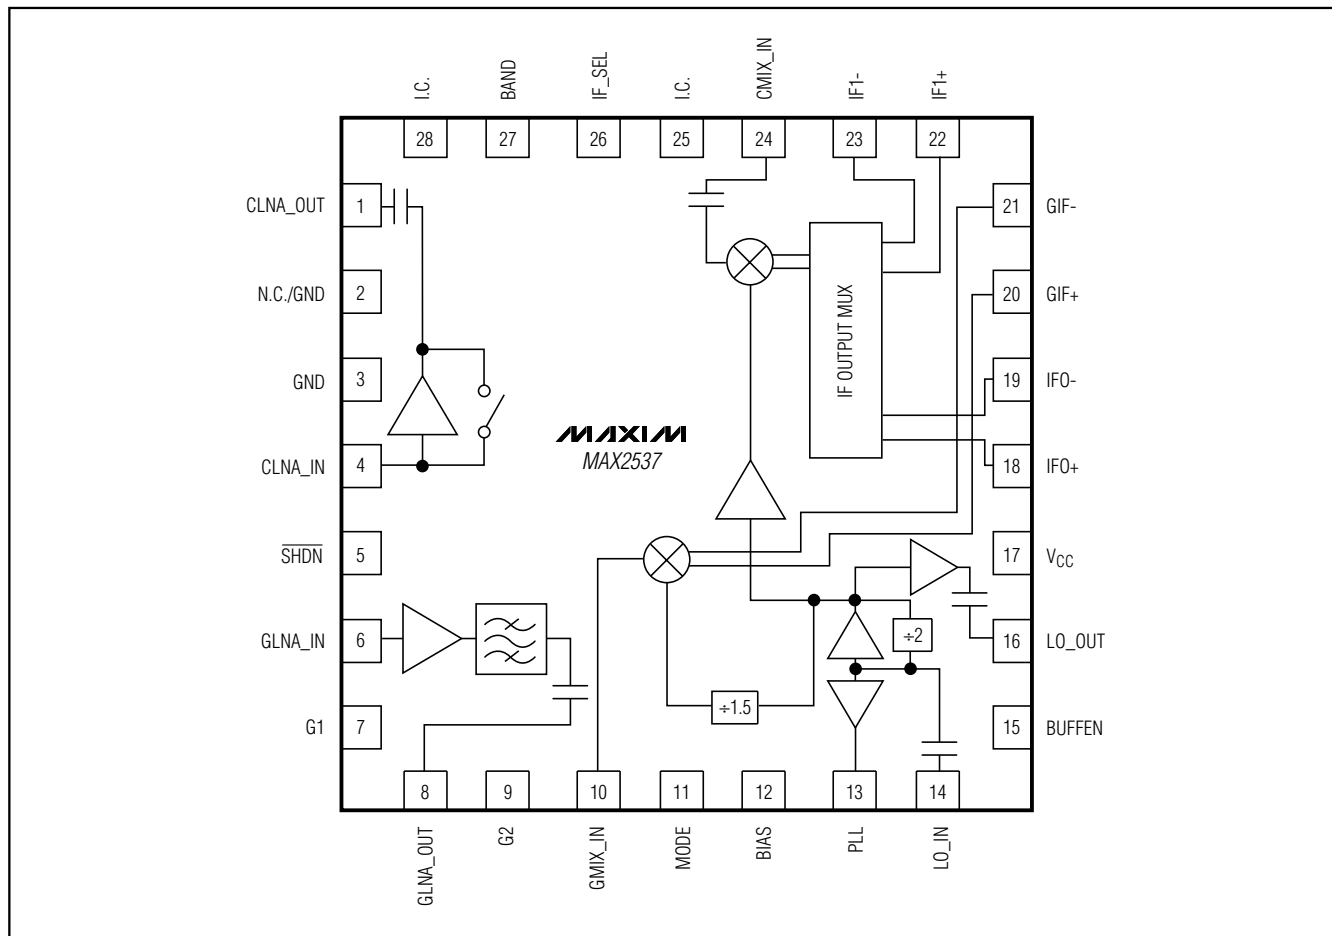 I.C.
BAND
IF_SEL
I.C.
CMIX_IN
IF1-
IF1+
28
27
26
25
24
23
22
CLNA_OUT
1
21
GIF-
N.C./GND
2
20
GIF+
IF OUTPUT MUX
GND
3
19
IFO-
MAXIM
MAX2537
CLNA_IN
4
18
IFO+
SHDN
5
17
VCC
GLNA_IN
6
÷2
16
LO_OUT
G1
7
÷1.5
15
BUFFEN
8
9
10
11
12
13
14
GLNA_OUT
G2
GMIX_IN
MODE
BIAS
PLL
LO_IN